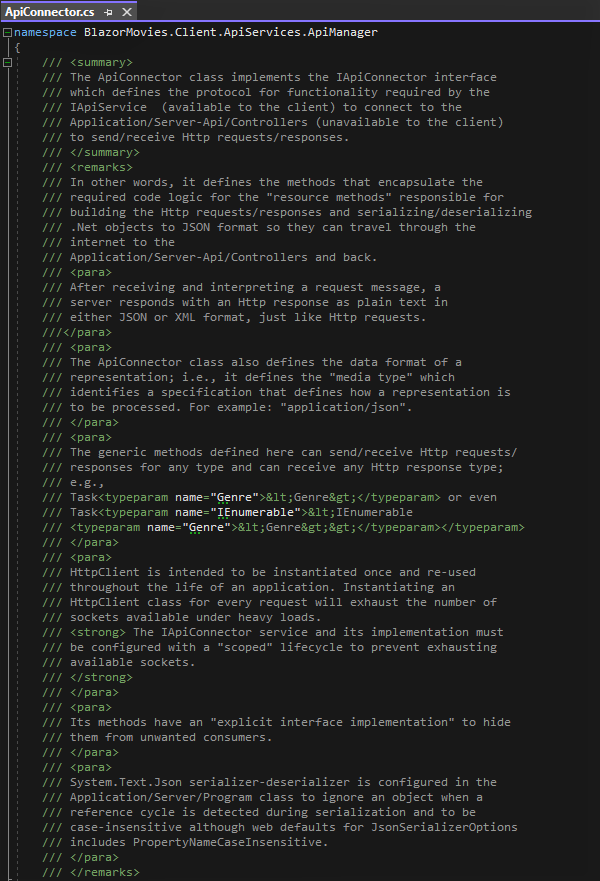 ApiConnector.cs
namespace BlazorMovies.Client.ApiServices.ApiManager
{
/// <summary>
/// The ApiConnector class implements the IApiConnector interface
/// which defines the protocol for functionality required by the
/// IApiService  (available to the client) to connect to the
/// Application/Server-Api/Controllers (unavailable to the client)
/// to send/receive Http requests/responses.
/// </summary>
/// <remarks>
/// In other words, it defines the methods that encapsulate the
/// required code logic for the "resource methods" responsible for
/// building the Http requests/responses and serializing/deserializing
/// .Net objects to JSON format so they can travel through the
/// internet to the
/// Application/Server-Api/Controllers and back.
/// <para>
/// After receiving and interpreting a request message, a
/// server responds with an Http response as plain text in
/// either JSON or XML format, just like Http requests.
///</para>
/// <para>
/// The ApiConnector class also defines the data format of a
/// representation; i.e., it defines the "media type" which
/// identifies a specification that defines how a representation is
/// to be processed. For example: "application/json".
/// </para>
/// <para>
/// The generic methods defined here can send/receive Http requests/
/// responses for any type and can receive any Http response type;
/// e.g.,
/// Task<typeparam name="Genre">&lt;Genre&gt;</typeparam> or even
/// Task<typeparam name="IEnumerable">&lt;IEnumerable
/// <typeparam name="Genre">&lt;Genre&gt;&gt;</typeparam></typeparam>
/// </para>
/// <para>
/// HttpClient is intended to be instantiated once and re-used
/// throughout the life of an application. Instantiating an
/// HttpClient class for every request will exhaust the number of
/// sockets available under heavy loads.
/// <strong> The IApiConnector service and its implementation must
/// be configured with a "scoped" lifecycle to prevent exhausting
/// available sockets.
/// </strong>
/// </para>
/// <para>
/// Its methods have an "explicit interface implementation" to hide
/// them from unwanted consumers.
/// </para>
/// <para>
/// System.Text.Json serializer-deserializer is configured in the
/// Application/Server/Program class to ignore an object when a
/// reference cycle is detected during serialization and to be
/// case-insensitive although web defaults for JsonSerializerOptions
/// includes PropertyNameCaseInsensitive.
/// </para>
/// </remarks>